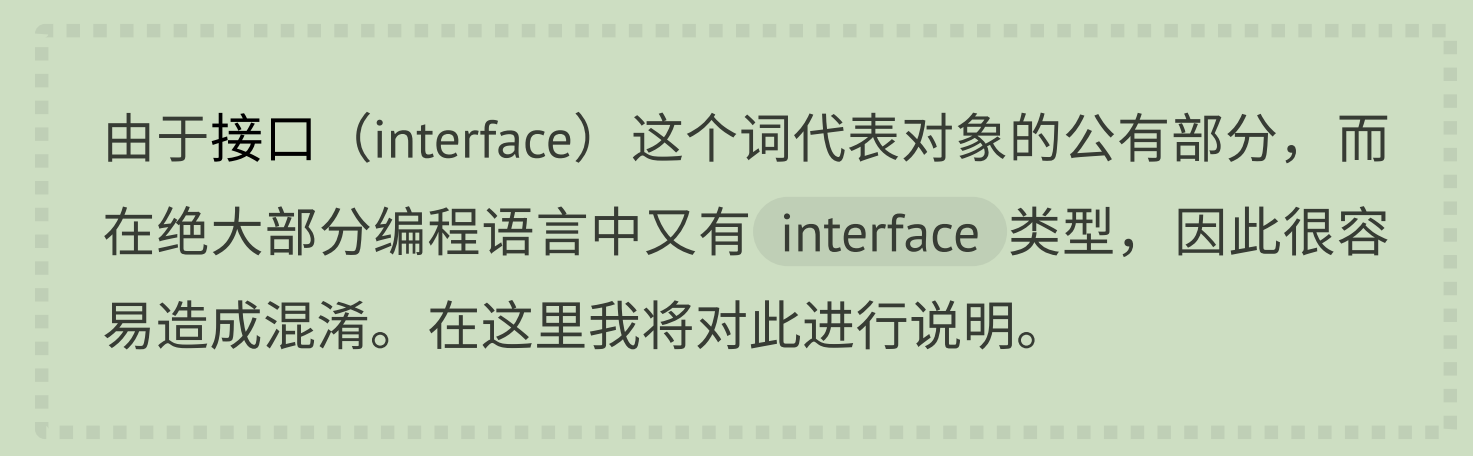 由于接口（interface）这个词代表对象的公有部分，而
在绝大部分编程语言中又有 interface 类型，因此很容
易造成混淆。在这里我将对此进行说明。